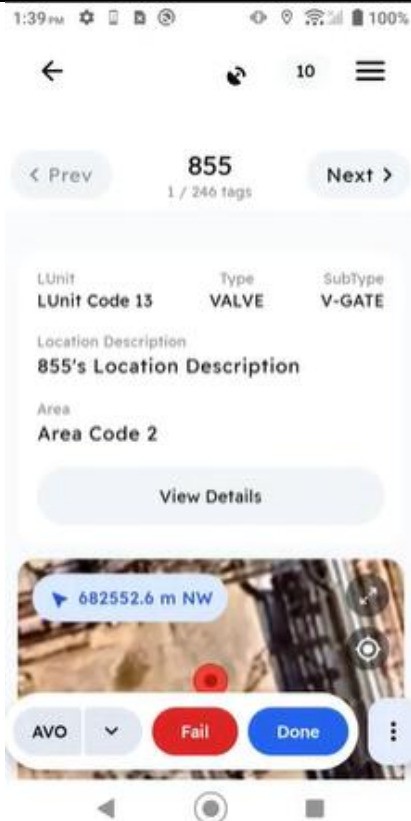 1:39 PM 100%
10
< Prev 855 Next >
1 / 246 tags
LUnit Type SubType
LUnit Code 13 VALVE V-GATE
Location Description
855's Location Description
Area
Area Code 2
View Details
682552.6 m NW
AVO Fail Done